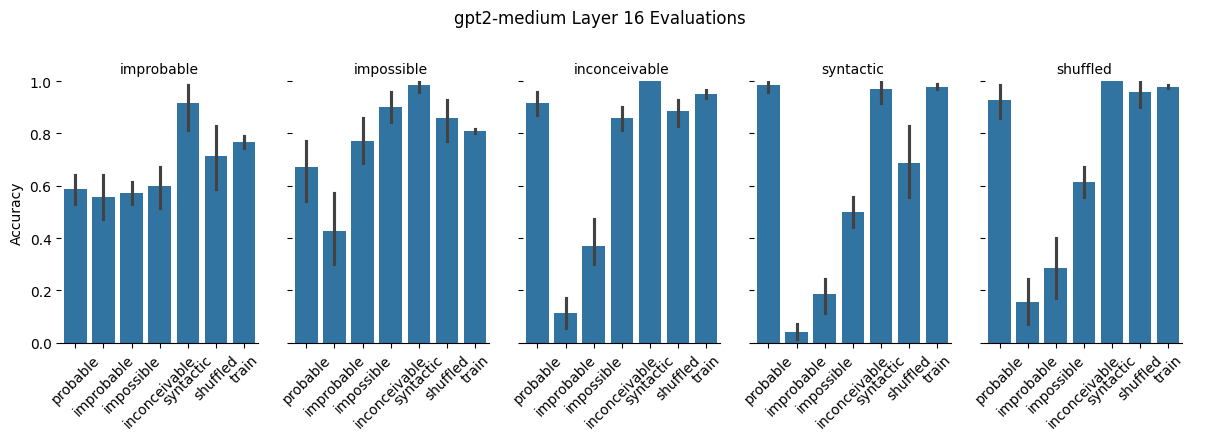 gpt2-medium Layer 16 Evaluations
improbable
impossible
inconceivable
syntactic
shuffled
Accuracy
1.0
0.8
0.6
0.4
0.2
0.0
probable
improbable
impossible
inconceivable
syntactic
shuffled
train
probable
improbable
impossible
inconceivable
syntactic
shuffled
train
probable
improbable
impossible
inconceivable
syntactic
shuffled
train
probable
improbable
impossible
inconceivable
syntactic
shuffled
train
probable
improbable
impossible
inconceivable
syntactic
shuffled
train